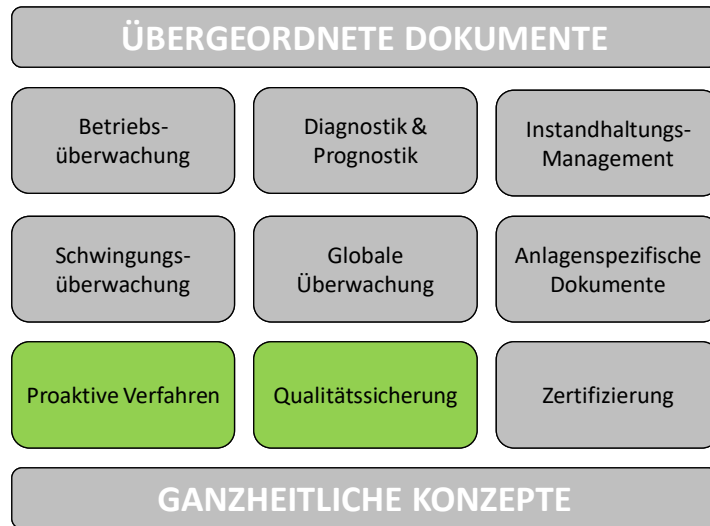 ÜBERGEORDNETE DOKUMENTE
Betriebs-
überwachung
Diagnostik &
Prognostik
Instandhaltungs-
Management
Schwingungs-
überwachung
Globale
Überwachung
Anlagenspezifische
Dokumente
Proaktive Verfahren
Qualitätssicherung
Zertifizierung
GANZHEITLICHE KONZEPTE